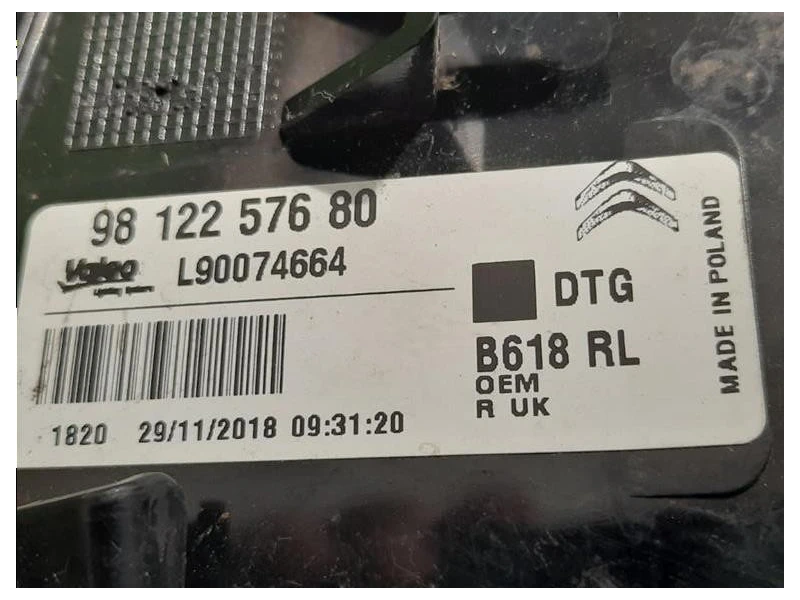 98 122 576 80
Valeo L90074664
DTG
B618 RL
OEM
R UK
1820 29/11/2018 09:31:20
MADE IN POLAND